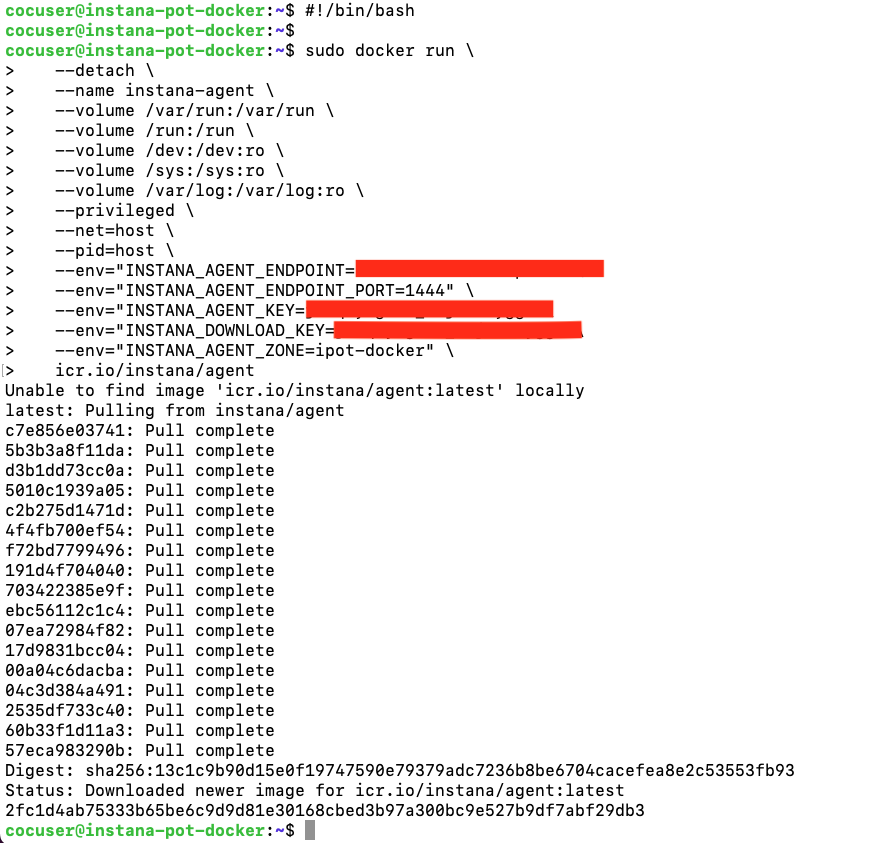 cocuser@instana-pot-docker:~$ #!/bin/bash
cocuser@instana-pot-docker:~$
cocuser@instana-pot-docker:~$ sudo docker run \
>    --detach \
>    --name instana-agent \
>    --volume /var/run:/var/run \
>    --volume /run:/run \
>    --volume /dev:/dev:ro \
>    --volume /sys:/sys:ro \
>    --volume /var/log:/var/log:ro \
>    --privileged \
>    --net=host \
>    --pid=host \
>    --env="INSTANA_AGENT_ENDPOINT=
>    --env="INSTANA_AGENT_ENDPOINT_PORT=1444" \
>    --env="INSTANA_AGENT_KEY=
>    --env="INSTANA_DOWNLOAD_KEY= \
>    --env="INSTANA_AGENT_ZONE=ipot-docker" \
[>    icr.io/instana/agent
Unable to find image 'icr.io/instana/agent:latest' locally
latest: Pulling from instana/agent
c7e856e03741: Pull complete
5b3b3a8f11da: Pull complete
d3b1dd73cc0a: Pull complete
5010c1939a05: Pull complete
c2b275d1471d: Pull complete
4f4fb700ef54: Pull complete
f72bd7799496: Pull complete
191d4f704040: Pull complete
703422385e9f: Pull complete
ebc56112c1c4: Pull complete
07ea72984f82: Pull complete
17d9831bcc04: Pull complete
00a04c6dacba: Pull complete
04c3d384a491: Pull complete
2535df733c40: Pull complete
60b33f1d11a3: Pull complete
57eca983290b: Pull complete
Digest: sha256:13c1c9b90d15e0f19747590e79379adc7236b8be6704cacefea8e2c53553fb93
Status: Downloaded newer image for icr.io/instana/agent:latest
2fc1d4ab75333b65be6c9d9d81e30168cbed3b97a300bc9e527b9df7abf29db3
cocuser@instana-pot-docker:~$